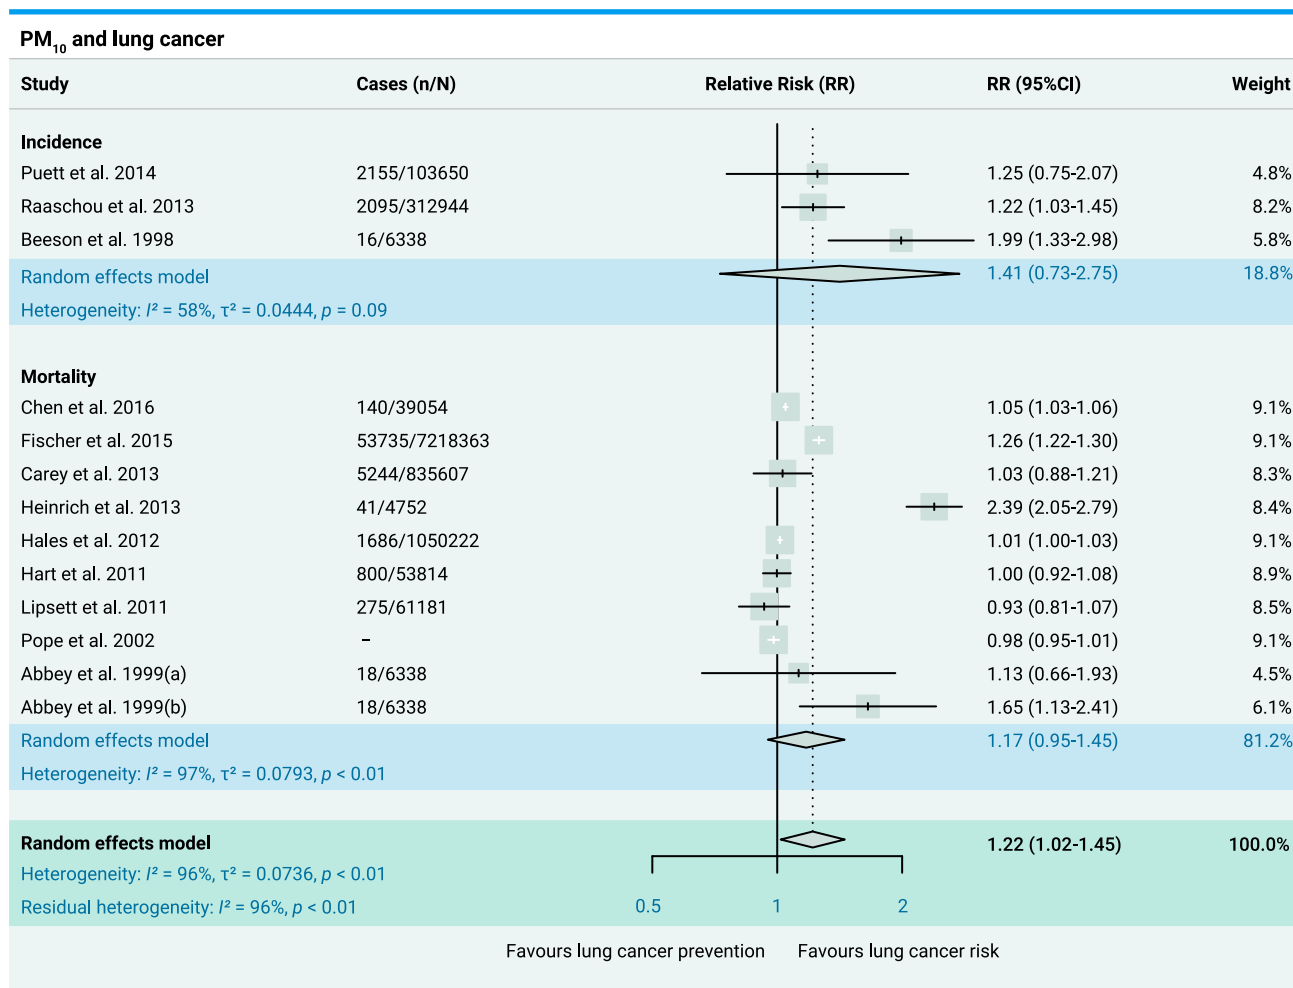 PM₁₀ and lung cancer
Study Cases (n/N) Relative Risk (RR) RR (95%CI) Weight
Incidence
Puett et al. 2014 2155/103650 1.25 (0.75-2.07) 4.8%
Raaschou et al. 2013 2095/312944 1.22 (1.03-1.45) 8.2%
Beeson et al. 1998 16/6338 1.99 (1.33-2.98) 5.8%
Random effects model 1.41 (0.73-2.75) 18.8%
Heterogeneity: I² = 58%, τ² = 0.0444, p = 0.09
Mortality
Chen et al. 2016 140/39054 1.05 (1.03-1.06) 9.1%
Fischer et al. 2015 53735/7218363 1.26 (1.22-1.30) 9.1%
Carey et al. 2013 5244/835607 1.03 (0.88-1.21) 8.3%
Heinrich et al. 2013 41/4752 2.39 (2.05-2.79) 8.4%
Hales et al. 2012 1686/1050222 1.01 (1.00-1.03) 9.1%
Hart et al. 2011 800/53814 1.00 (0.92-1.08) 8.9%
Lipsett et al. 2011 275/61181 0.93 (0.81-1.07) 8.5%
Pope et al. 2002 – 0.98 (0.95-1.01) 9.1%
Abbey et al. 1999(a) 18/6338 1.13 (0.66-1.93) 4.5%
Abbey et al. 1999(b) 18/6338 1.65 (1.13-2.41) 6.1%
Random effects model 1.17 (0.95-1.45) 81.2%
Heterogeneity: I² = 97%, τ² = 0.0793, p < 0.01
Random effects model 1.22 (1.02-1.45) 100.0%
Heterogeneity: I² = 96%, τ² = 0.0736, p < 0.01
Residual heterogeneity: I² = 96%, p < 0.01 0.5 1 2
Favours lung cancer prevention Favours lung cancer risk